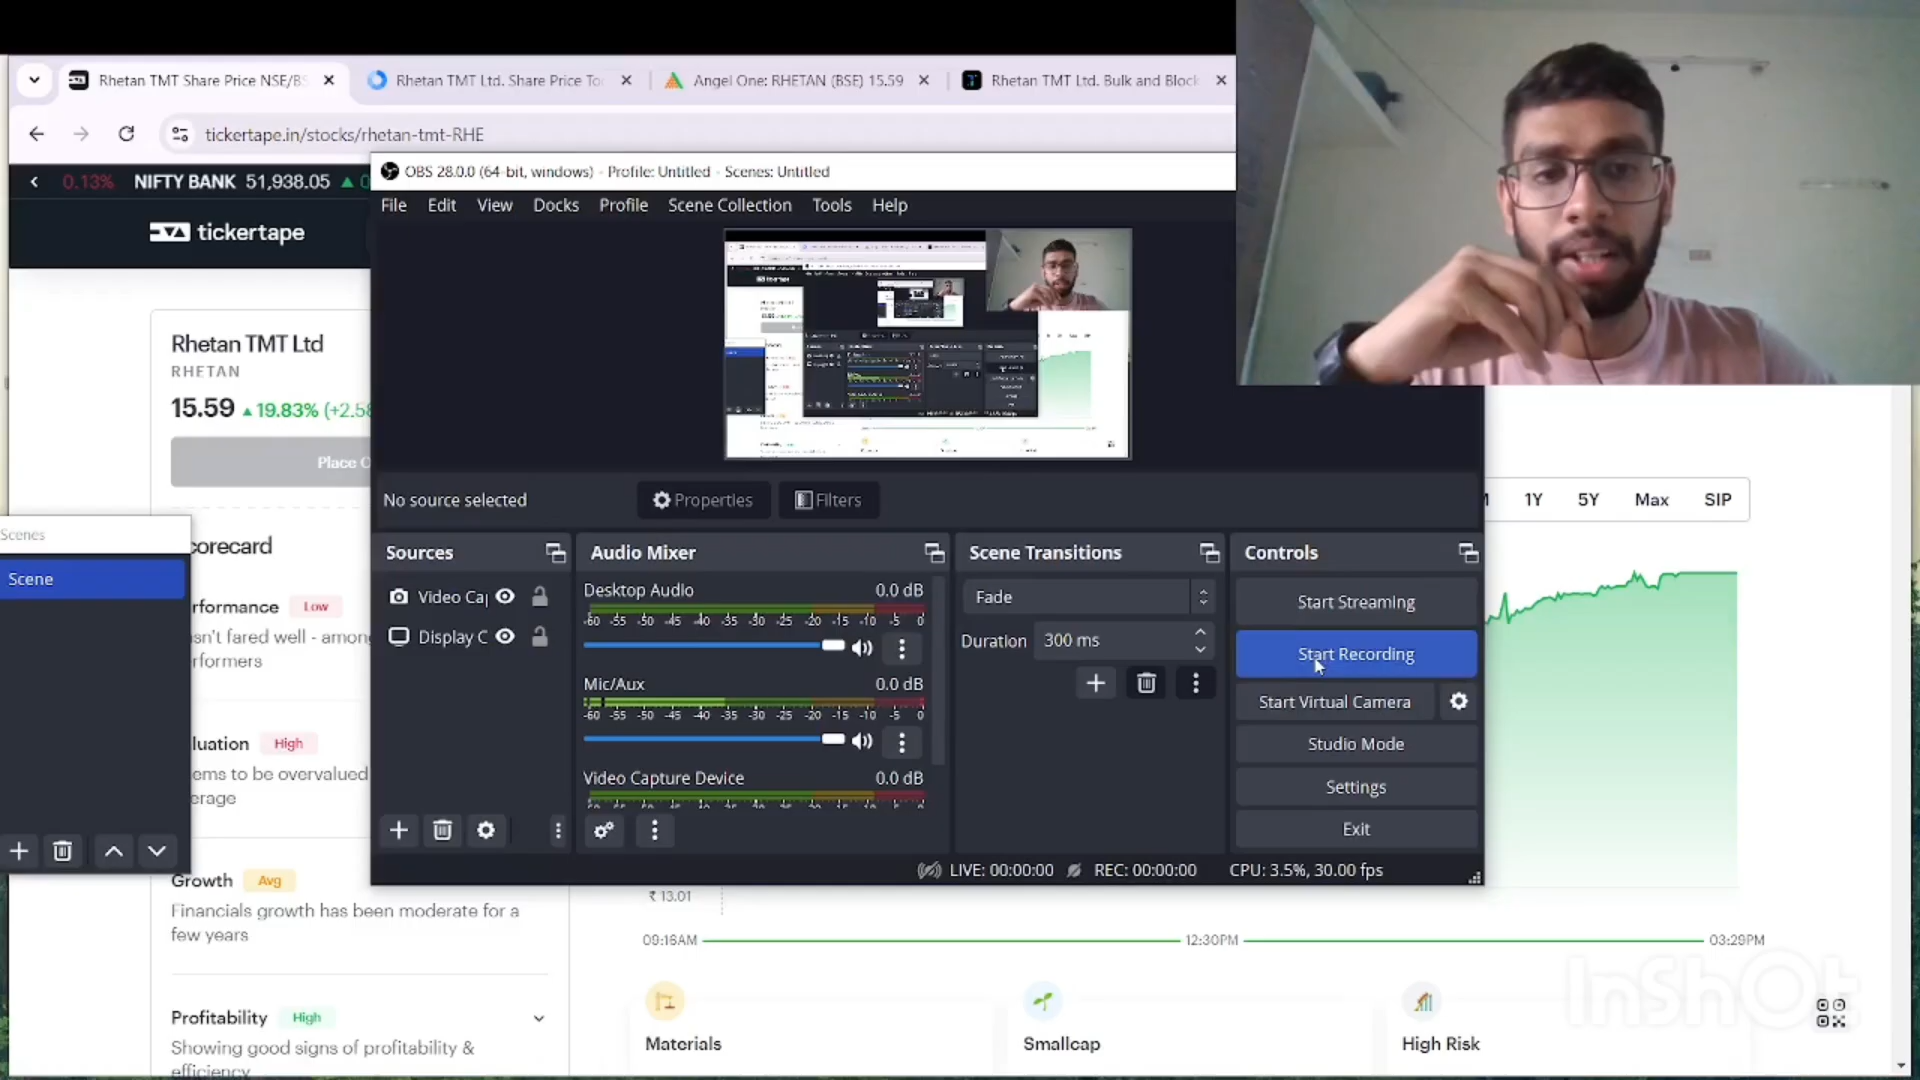 Rhetan TMT Share Price NSE/BS
Rhetan TMT Ltd. Share Price To
Angel One: RHETAN (BSE) 15.59
Rhetan TMT Ltd. Bulk and Block
tickertape.in/stocks/rhetan-tmt-RHE
0.13% NIFTY BANK 51,938.05
OBS 28.0.0 (64-bit, windows) - Profile: Untitled - Scenes: Untitled
File Edit View Docks Profile Scene Collection Tools Help
tickertape
Rhetan TMT Ltd
RHETAN
15.59 ▲ 19.83% (+2.58
Place O
No source selected
Properties
Filters
1Y 5Y Max SIP
Scenes
Scene
orecard
rformance Low
sn't fared well - among
rformers
luation High
ems to be overvalued
erage
Growth Avg
Financials growth has been moderate for a
few years
Profitability High
Showing good signs of profitability &
efficiency
Sources
Video Ca
Display C
Audio Mixer
Desktop Audio 0.0 dB
-60 -55 -50 -45 -40 -35 -30 -25 -20 -15 -10 -5 0
Mic/Aux 0.0 dB
-60 -55 -50 -45 -40 -35 -30 -25 -20 -15 -10 -5 0
Video Capture Device 0.0 dB
Scene Transitions
Fade
Duration 300 ms
Controls
Start Streaming
Start Recording
Start Virtual Camera
Studio Mode
Settings
Exit
LIVE: 00:00:00 REC: 00:00:00 CPU: 3.5%, 30.00 fps
₹ 13.01
09:16AM 12:30PM 03:29PM
Materials
Smallcap
High Risk
InShOt